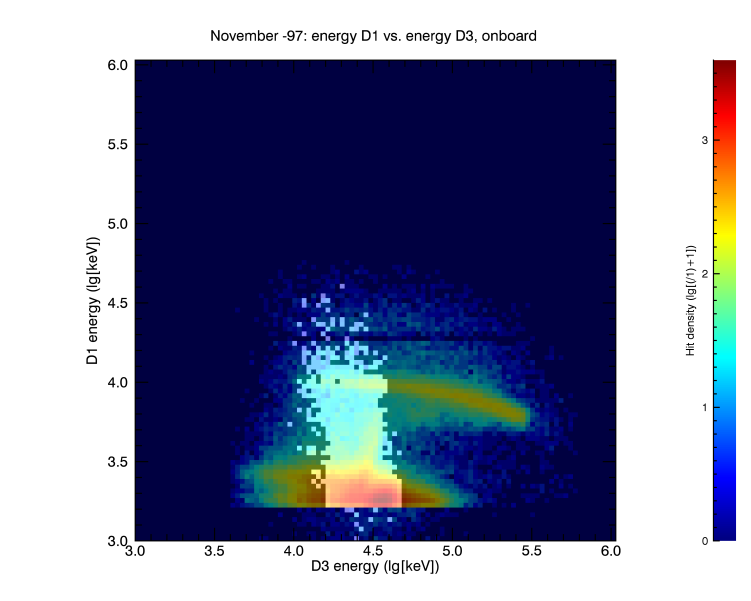 November -97: energy D1 vs. energy D3, onboard
6.0
5.5
5.0
4.5
4.0
3.5
3.0
D1 energy (lg[keV])
3.0 3.5 4.0 4.5 5.0 5.5 6.0
D3 energy (lg[keV])
3
2
1
0
Hit density (lg[(/1)+1])